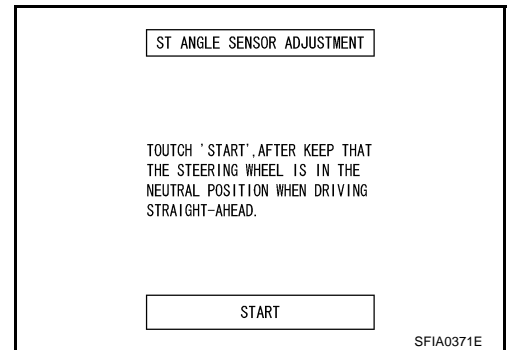 ST ANGLE SENSOR ADJUSTMENT
TOUTCH 'START',AFTER KEEP THAT
THE STEERING WHEEL IS IN THE
NEUTRAL POSITION WHEN DRIVING
STRAIGHT-AHEAD.
START
SFIA0371E